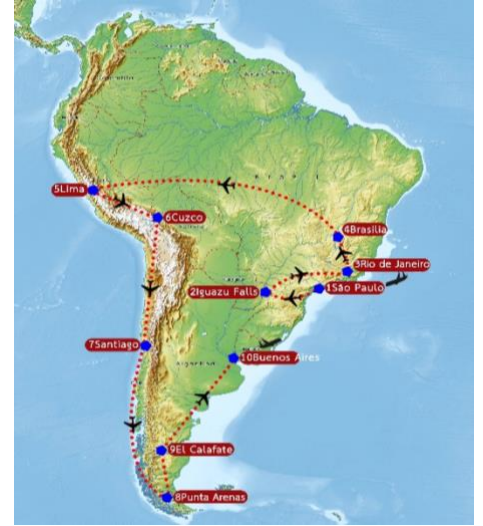 5Lima
6Cuzco
4Brasilia
3Rio de Janeiro
2Iguazu Falls
1São Paulo
7Santiago
10Buenos Aires
9El Calafate
8Punta Arenas